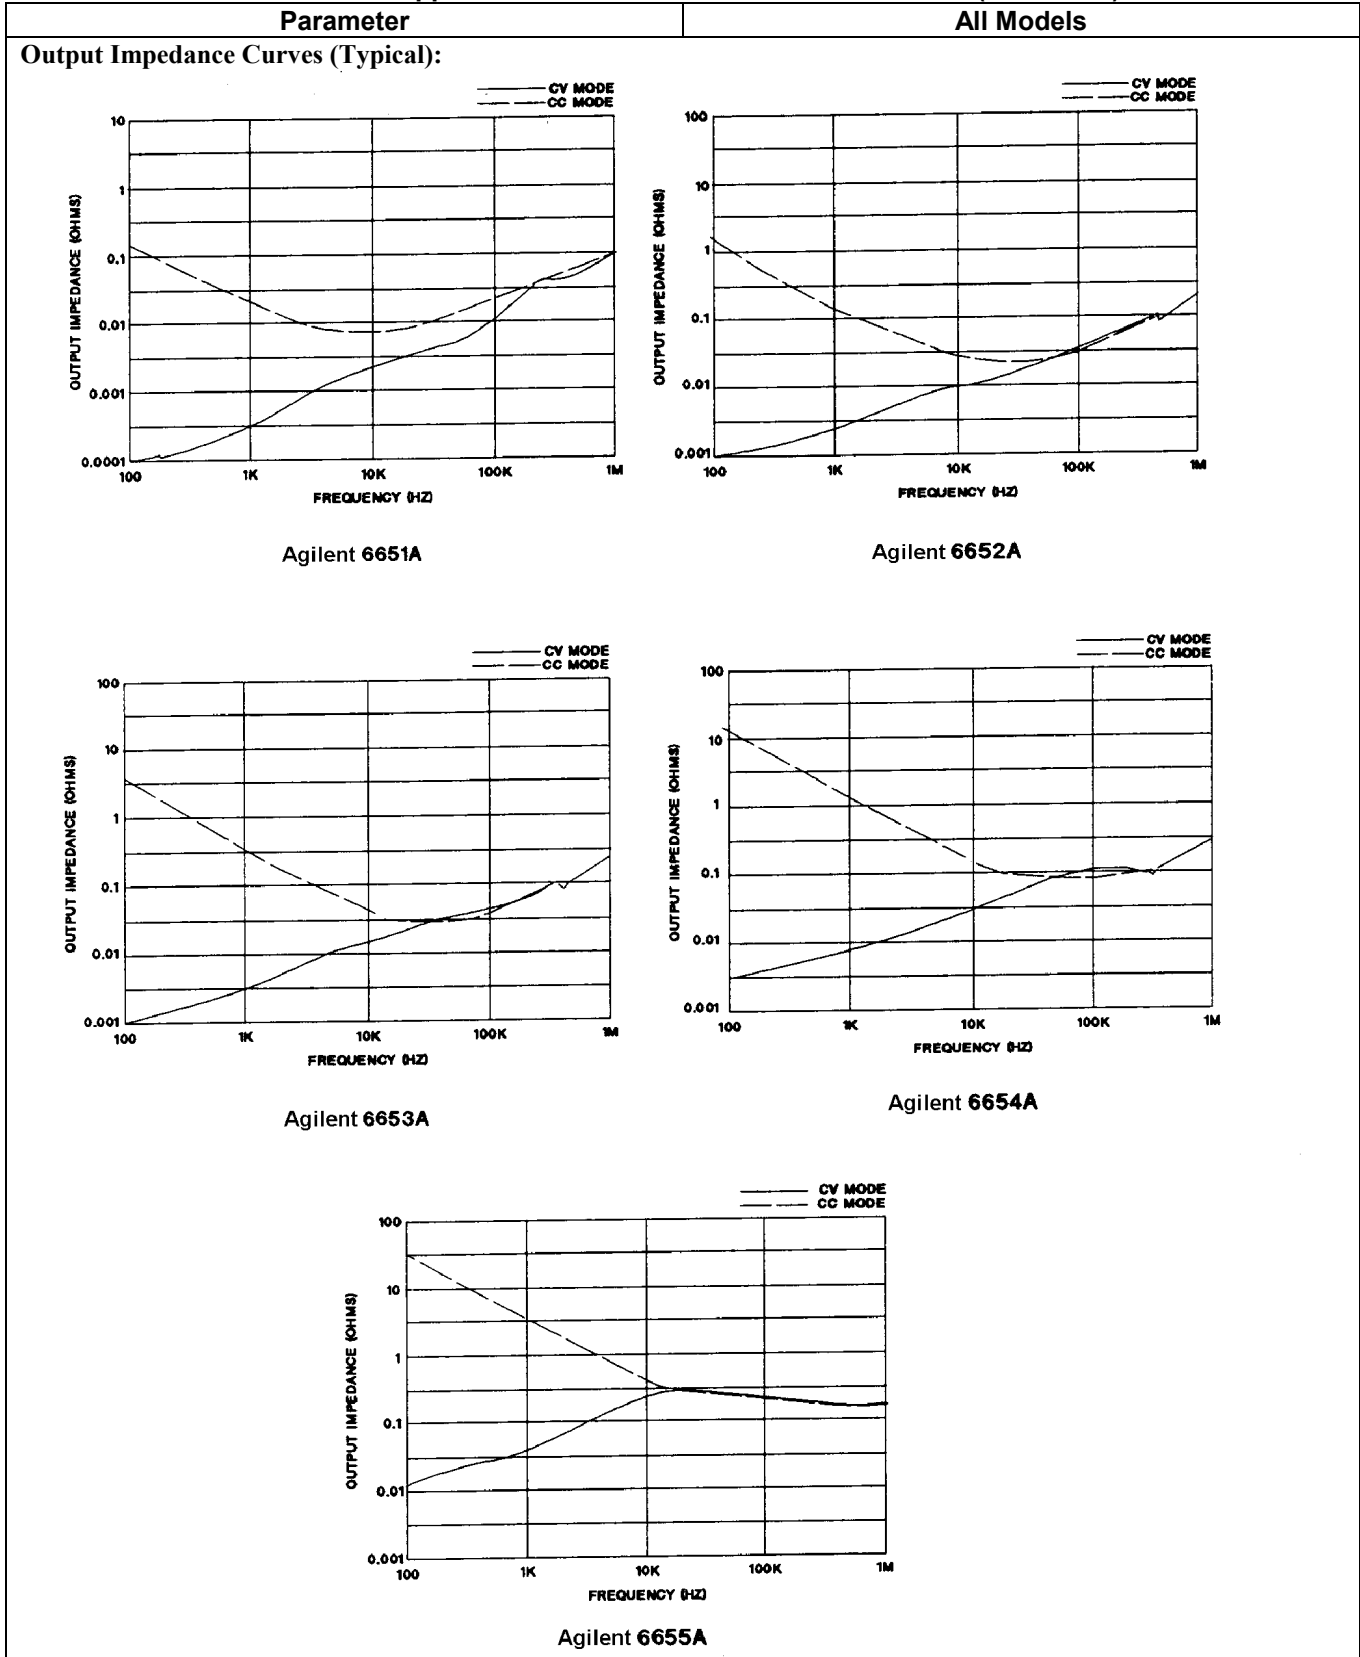 Parameter All Models
Output Impedance Curves (Typical):
CV MODE
CC MODE
10
1
0.1
0.01
0.001
0.0001
OUTPUT IMPEDANCE (OHMS)
100 1K 10K 100K 1M
FREQUENCY (HZ)
Agilent 6651A
CV MODE
CC MODE
100
10
1
0.1
0.01
0.001
OUTPUT IMPEDANCE (OHMS)
100 1K 10K 100K 1M
FREQUENCY (HZ)
Agilent 6652A
CV MODE
CC MODE
100
10
1
0.1
0.01
0.001
OUTPUT IMPEDANCE (OHMS)
100 1K 10K 100K 1M
FREQUENCY (HZ)
Agilent 6653A
CV MODE
CC MODE
100
10
1
0.1
0.01
0.001
OUTPUT IMPEDANCE (OHMS)
100 1K 10K 100K 1M
FREQUENCY (HZ)
Agilent 6654A
CV MODE
CC MODE
100
10
1
0.1
0.01
0.001
OUTPUT IMPEDANCE (OHMS)
100 1K 10K 100K 1M
FREQUENCY (HZ)
Agilent 6655A